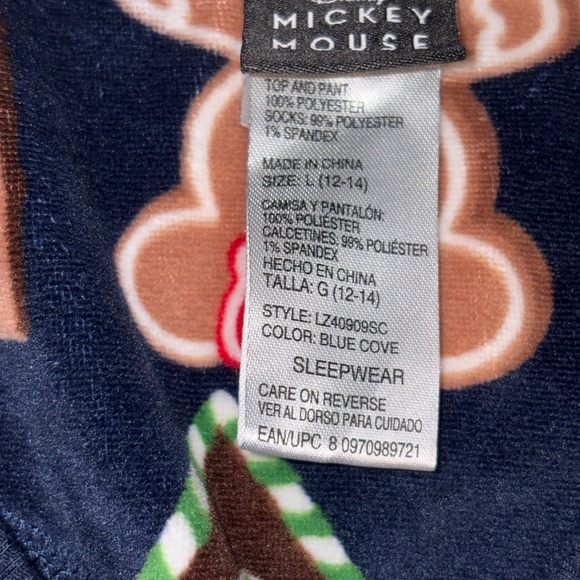 MICKEY
MOUSE
TOP AND PANT:
100% POLYESTER
SOCKS: 99% POLYESTER
1% SPANDEX
MADE IN CHINA
SIZE: L (12-14)
CAMISA Y PANTALÓN:
100% POLIÉSTER
CALCETINES: 99% POLIÉSTER
1% SPANDEX
HECHO EN CHINA
TALLA: G (12-14)
STYLE: LZ40909SC
COLOR: BLUE COVE
SLEEPWEAR
CARE ON REVERSE
VER AL DORSO PARA CUIDADO
EAN/UPC 8 0970989721